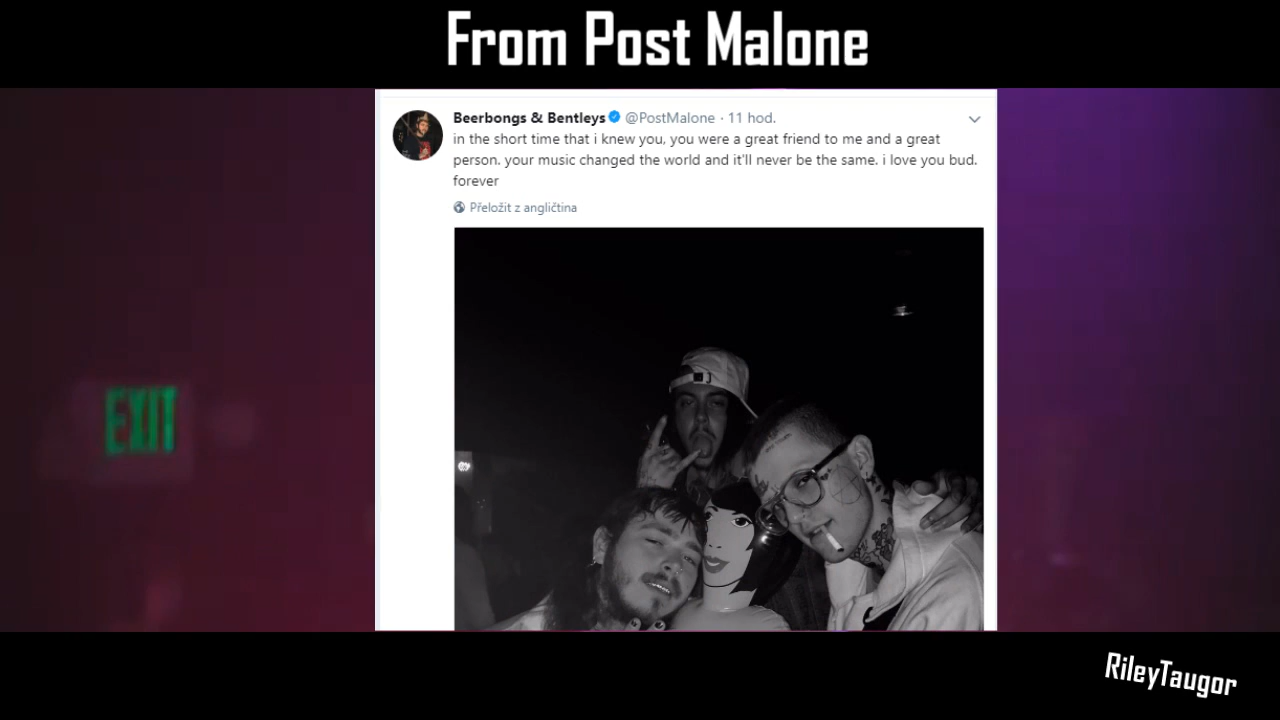 From Post Malone
Beerbongs & Bentleys @PostMalone · 11 hod.
in the short time that i knew you, you were a great friend to me and a great
person. your music changed the world and it'll never be the same. i love you bud.
forever
Přeložit z angličtina
EXIT
RileyTaugor